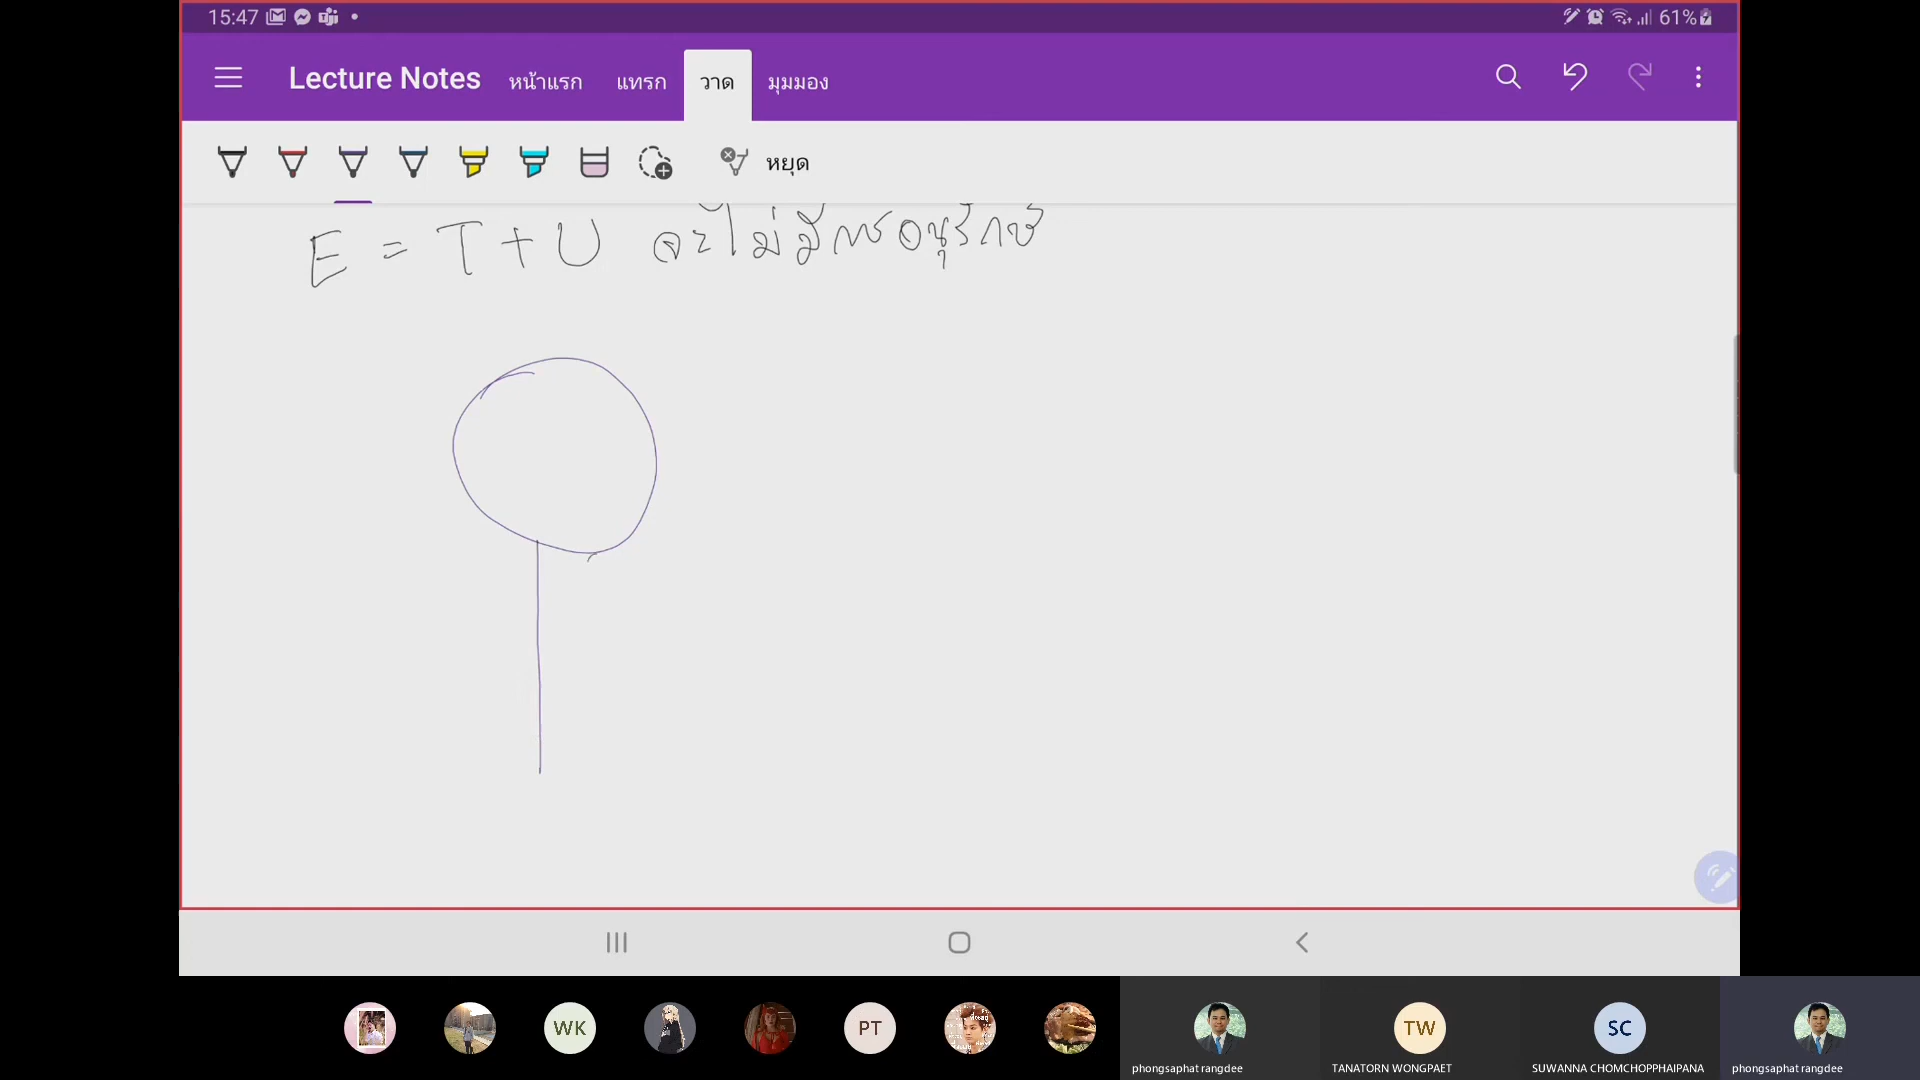 15:47 61%
Lecture Notes หน้าแรก แทรก วาด มุมมอง
หยุด
E = T + U จะไม่มีการอนุรักษ์
WK PT TW SC
phongsaphat rangdee TANATORN WONGPAET SUWANNA CHOMCHOPPHAIPANA phongsaphat rangdee